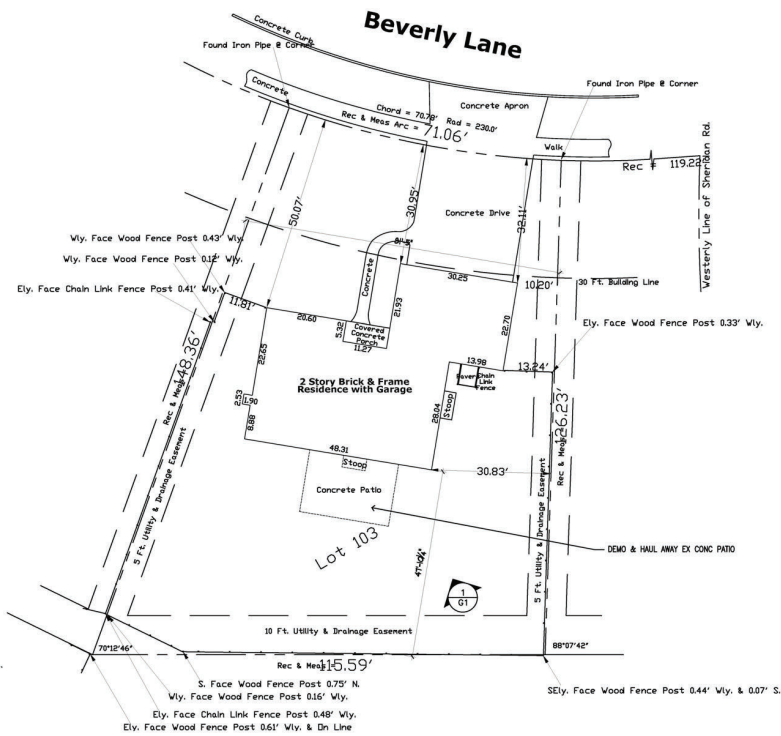 Beverly Lane
Concrete Curb
Found Iron Pipe @ Corner
Found Iron Pipe @ Corner
Concrete
Chord = 70.78' Rad = 230.0'
Rec & Meas Arc = 71.06'
Concrete Apron
Walk
Rec = 119.22'
Westerly Line of Sheridan Rd.
50.07'
30.95'
32.11'
Concrete Drive
Wly. Face Wood Fence Post 0.43' Wly.
Wly. Face Wood Fence Post 0.12' Wly.
Ely. Face Chain Link Fence Post 0.41' Wly.
30.25
10.20'
30 Ft. Building Line
11.81'
20.60
Concrete
21.93
22.70
Ely. Face Wood Fence Post 0.33' Wly.
5.32
Covered
Concrete
Porch
11.27
13.98
13.24'
Rec & Meas
148.36'
22.65
2 Story Brick & Frame
Residence with Garage
Paver
Chain
Link
Fence
Stoop
28.04
2.53
1.90
8.88
Rec & Meas
126.23'
48.31
Stoop
30.83'
Concrete Patio
5 Ft. Utility & Drainage Easement
Lot 103
47'-10¼"
5 Ft. Utility & Drainage Easement
DEMO & HAUL AWAY EX CONC PATIO
1
G1
10 Ft. Utility & Drainage Easement
70°12'46"
88°07'42"
Rec & Meas 115.59'
S. Face Wood Fence Post 0.75' N.
Wly. Face Wood Fence Post 0.16' Wly.
SEly. Face Wood Fence Post 0.44' Wly. & 0.07' S.
Ely. Face Chain Link Fence Post 0.48' Wly.
Ely. Face Wood Fence Post 0.61' Wly. & On Line